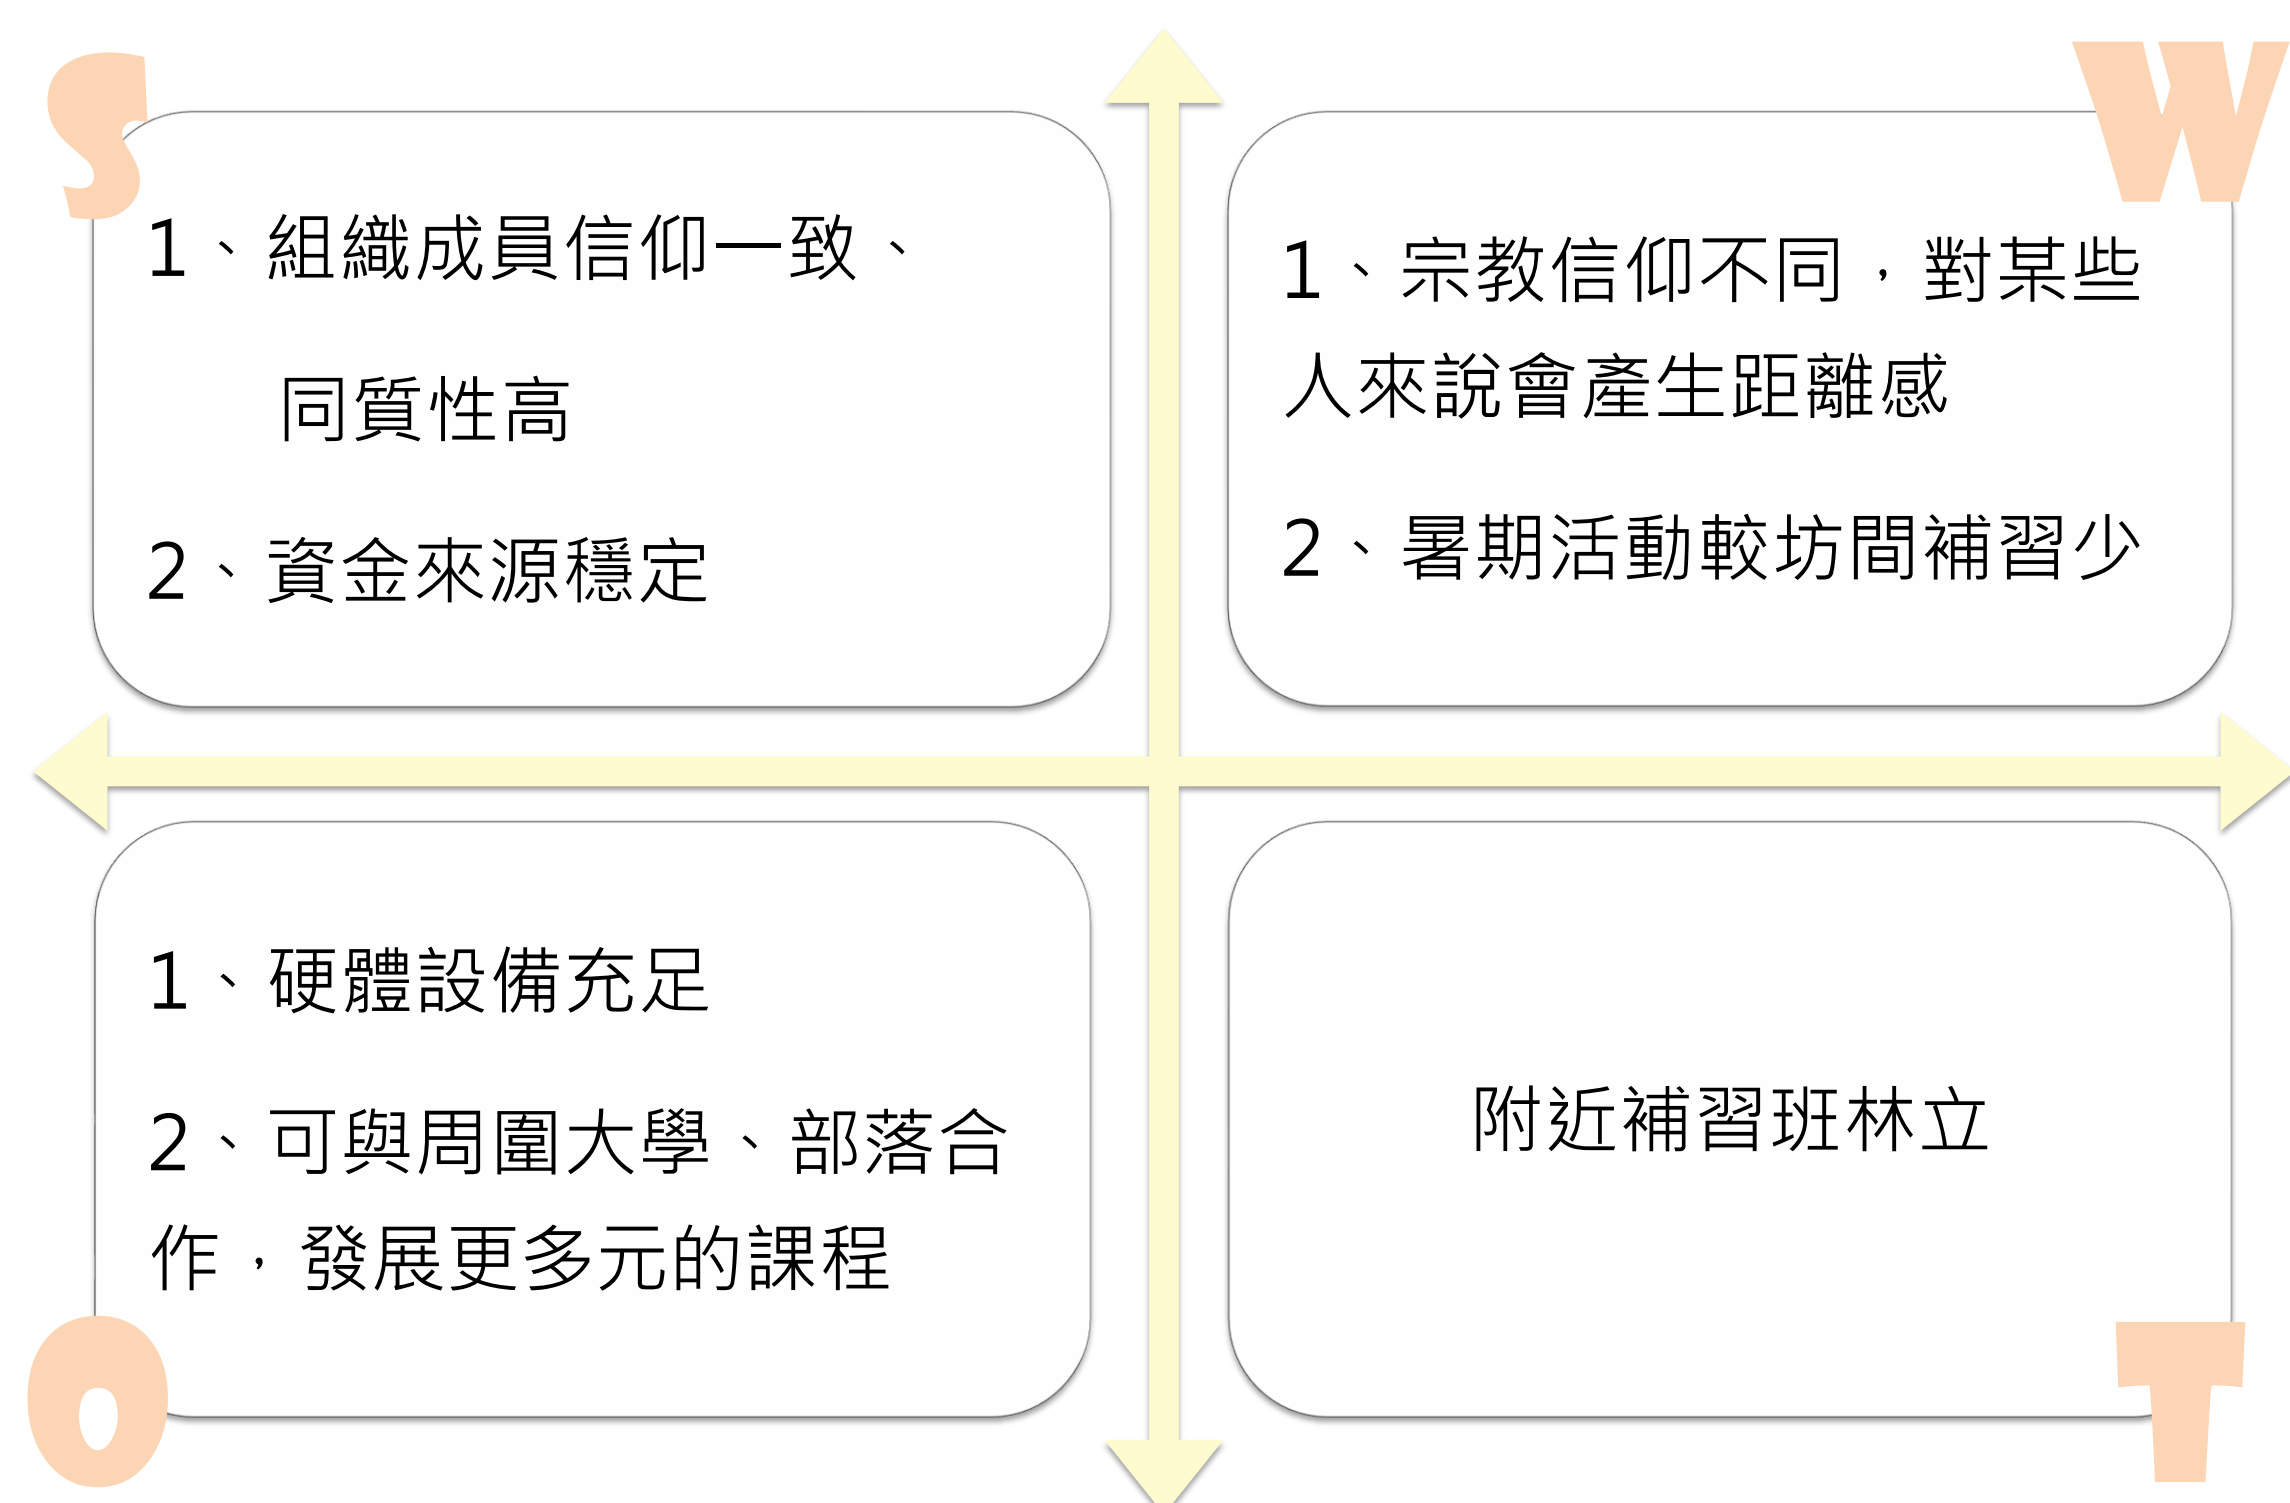 S
1、組織成員信仰一致、
同質性高
2、資金來源穩定
W
1、宗教信仰不同，對某些
人來說會產生距離感
2、暑期活動較坊間補習少
1、硬體設備充足
2、可與周圍大學、部落合
作，發展更多元的課程
O
附近補習班林立
T